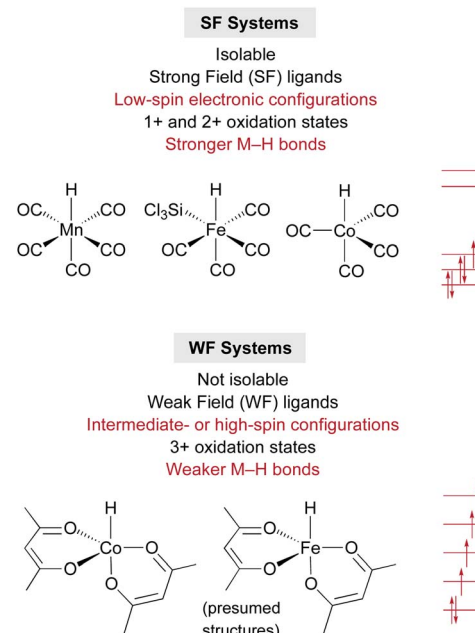 SF Systems
Isolable
Strong Field (SF) ligands
Low-spin electronic configurations
1+ and 2+ oxidation states
Stronger M–H bonds
H
OC
CO
Mn
OC
CO
CO
H
Cl3Si
CO
Fe
OC
CO
CO
H
CO
OC
Co
CO
CO
WF Systems
Not isolable
Weak Field (WF) ligands
Intermediate- or high-spin configurations
3+ oxidation states
Weaker M–H bonds
H
O
Co
O
O
O
H
O
Fe
O
O
O
(presumed
structures)